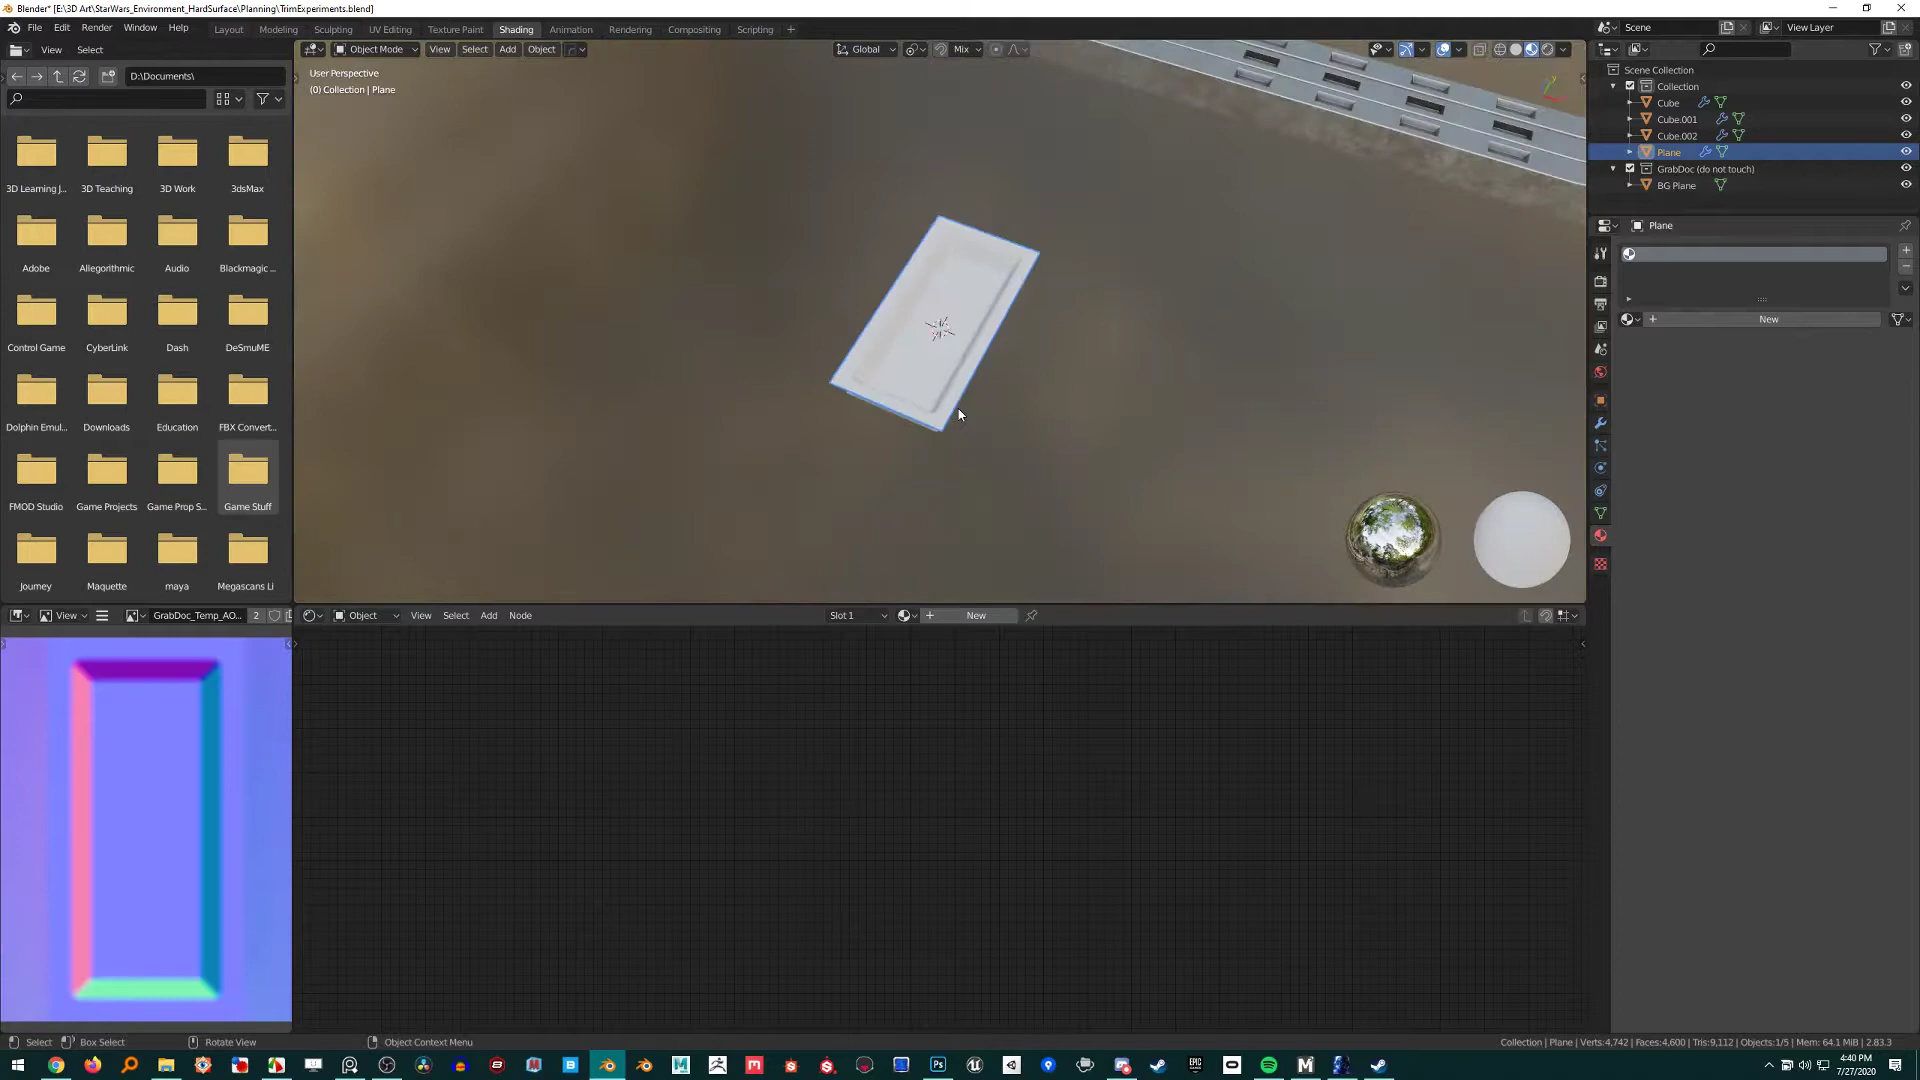 Blender* [E:\3D Art\StarWars_Environment_HardSurface\Planning\TrimExperiments.blend]
File Edit Render Window Help
Layout Modeling Sculpting UV Editing Texture Paint Shading Animation Rendering Compositing Scripting +
Scene View Layer
View Select
Object Mode View Select Add Object
Global Mix
D:\Documents\
User Perspective
(0) Collection | Plane
Scene Collection
Collection
Cube
Cube.001
Cube.002
Plane
GrabDoc (do not touch)
BG Plane
Plane
New
3D Learning J... 3D Teaching 3D Work 3dsMax
Adobe Allegorithmic Audio Blackmagic ...
Control Game CyberLink Dash DeSmuME
Dolphin Emul... Downloads Education FBX Convert...
FMOD Studio Game Projects Game Prop S... Game Stuff
Journey Maquette maya Megascans Li
View GrabDoc_Temp_AO... 2
Object View Select Add Node Slot 1 New
Select Box Select Rotate View Object Context Menu
Collection | Plane | Verts:4,742 | Faces:4,600 | Tris:9,112 | Objects:1/5 | Mem: 64.1 MiB | 2.83.3
4:40 PM
7/27/2020